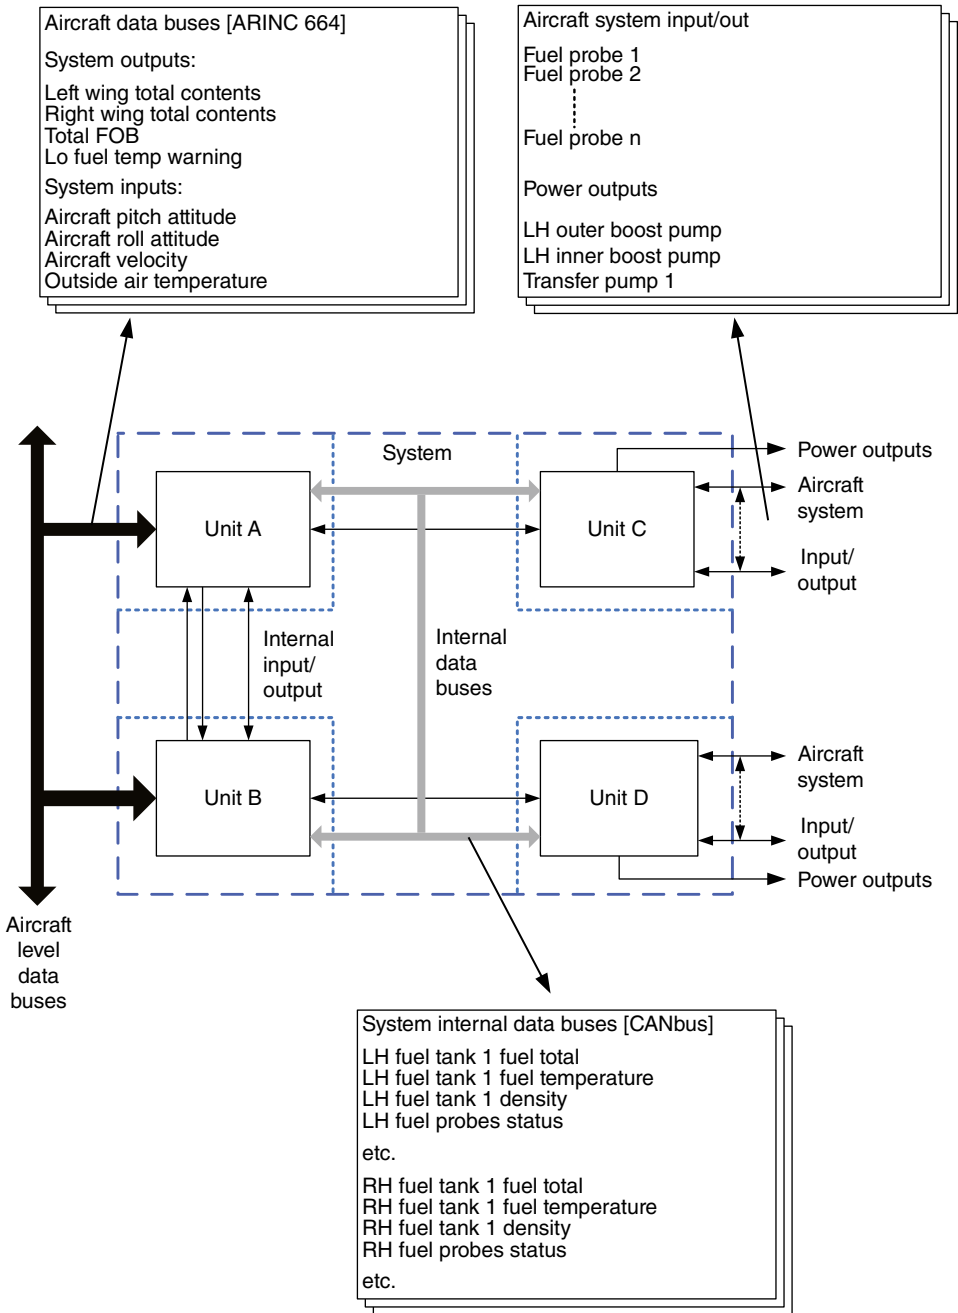 Aircraft data buses [ARINC 664]
System outputs:
Left wing total contents
Right wing total contents
Total FOB
Lo fuel temp warning
System inputs:
Aircraft pitch attitude
Aircraft roll attitude
Aircraft velocity
Outside air temperature
Aircraft system input/out
Fuel probe 1
Fuel probe 2
Fuel probe n
Power outputs
LH outer boost pump
LH inner boost pump
Transfer pump 1
System
Unit A
Unit C
Power outputs
Aircraft
system
Input/
output
Internal
input/
output
Internal
data
buses
Unit B
Unit D
Aircraft
system
Input/
output
Power outputs
Aircraft
level
data
buses
System internal data buses [CANbus]
LH fuel tank 1 fuel total
LH fuel tank 1 fuel temperature
LH fuel tank 1 density
LH fuel probes status
etc.
RH fuel tank 1 fuel total
RH fuel tank 1 fuel temperature
RH fuel tank 1 density
RH fuel probes status
etc.